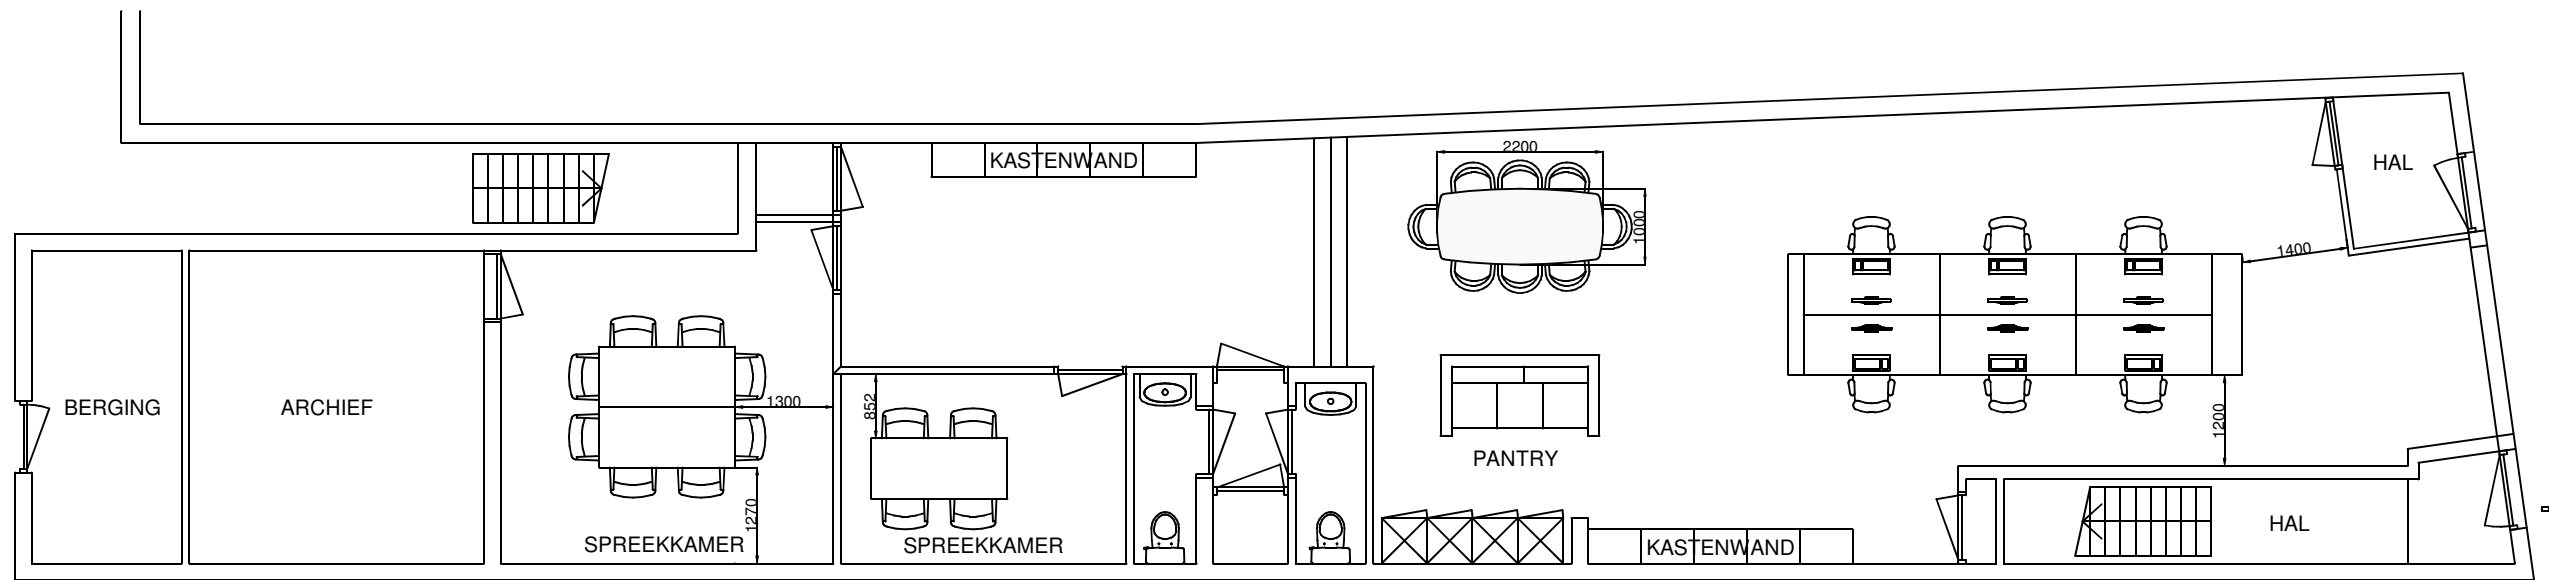 KASTENWAND
2200
HAL
1000
1400
BERGING
ARCHIEF
1300
852
1200
PANTRY
1270
SPREEKKAMER
SPREEKKAMER
KASTENWAND
HAL